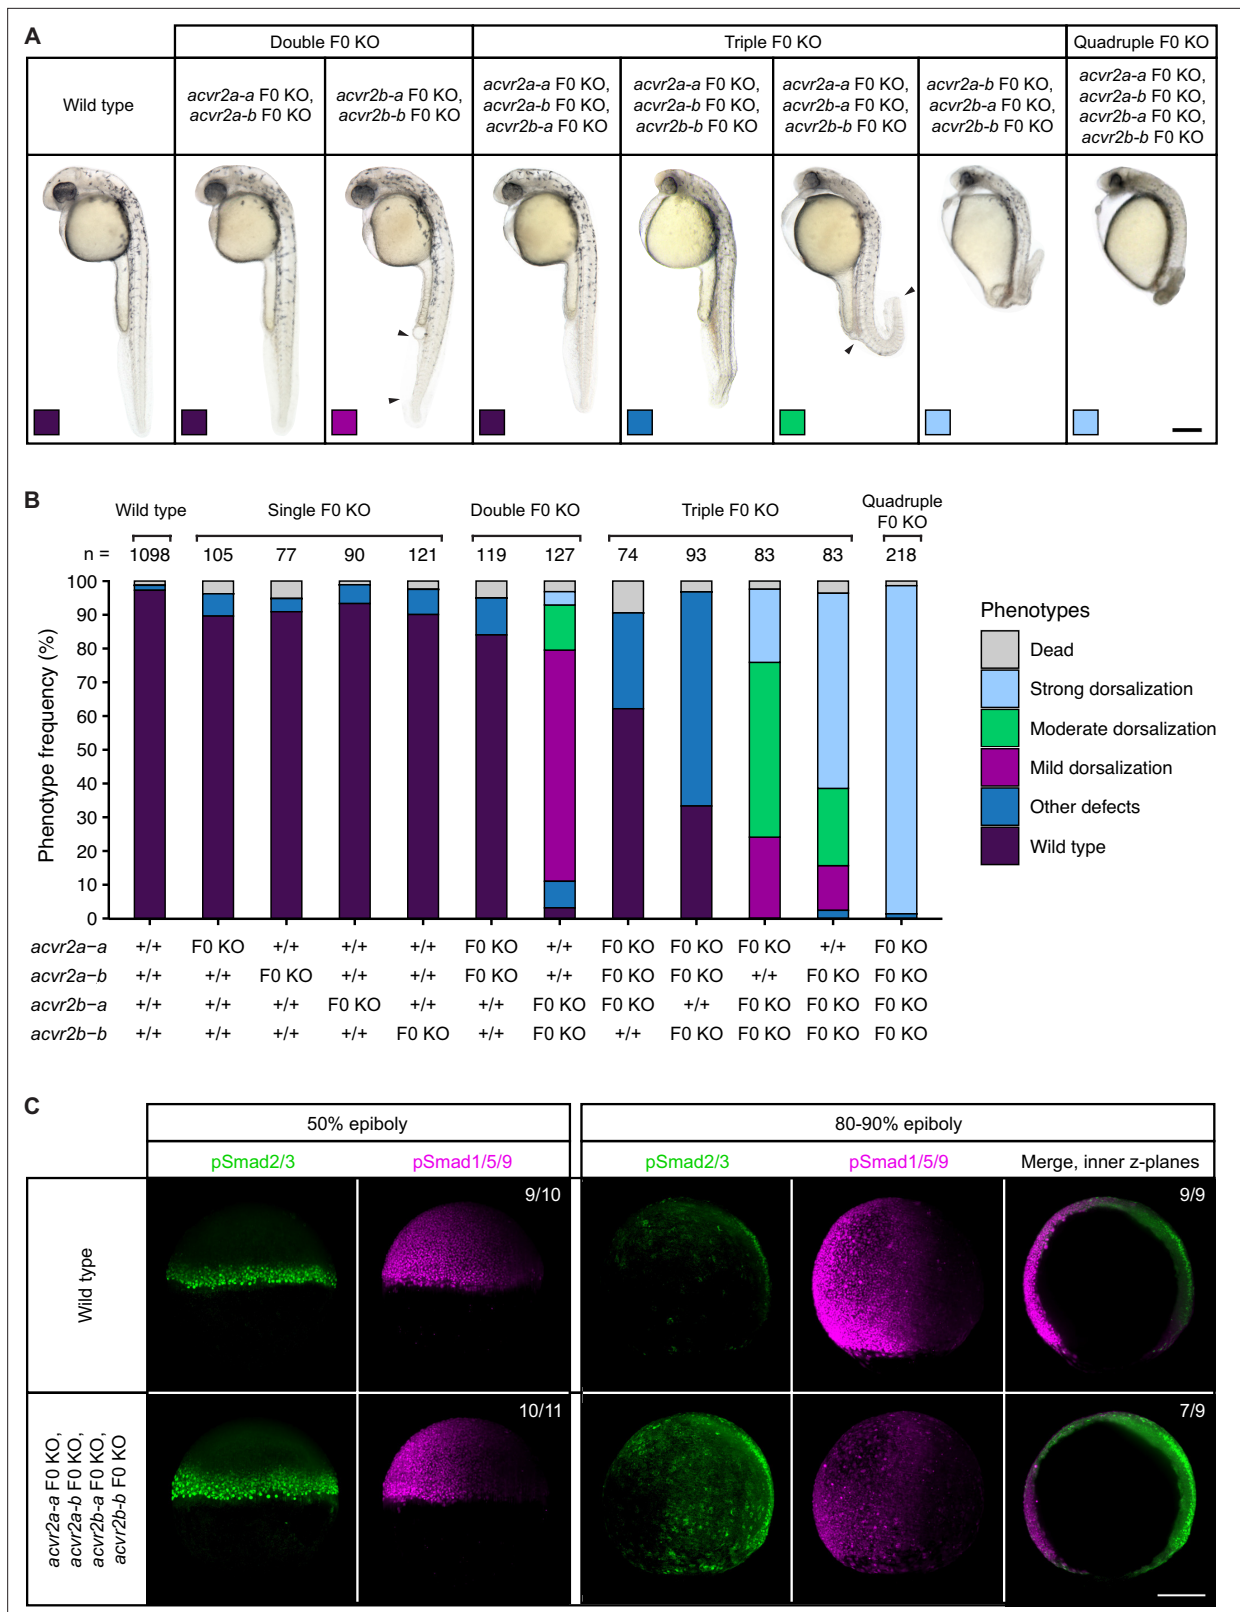 A
Double F0 KO
Triple F0 KO
Quadruple F0 KO
Wild type
acvr2a-a F0 KO,
acvr2a-b F0 KO
acvr2b-a F0 KO,
acvr2b-b F0 KO
acvr2a-a F0 KO,
acvr2a-b F0 KO,
acvr2b-a F0 KO
acvr2a-a F0 KO,
acvr2a-b F0 KO,
acvr2b-b F0 KO
acvr2a-a F0 KO,
acvr2b-a F0 KO,
acvr2b-b F0 KO
acvr2a-b F0 KO,
acvr2b-a F0 KO,
acvr2b-b F0 KO
acvr2a-a F0 KO,
acvr2a-b F0 KO,
acvr2b-a F0 KO,
acvr2b-b F0 KO
B
Wild type
Single F0 KO
Double F0 KO
Triple F0 KO
Quadruple
F0 KO
n = 1098 105 77 90 121 119 127 74 93 83 83 218
Phenotype frequency (%)
100
90
80
70
60
50
40
30
20
10
0
Phenotypes
Dead
Strong dorsalization
Moderate dorsalization
Mild dorsalization
Other defects
Wild type
acvr2a−a +/+ F0 KO +/+ +/+ +/+ F0 KO +/+ F0 KO F0 KO F0 KO +/+ F0 KO
acvr2a−b +/+ +/+ F0 KO +/+ +/+ F0 KO +/+ F0 KO F0 KO +/+ F0 KO F0 KO
acvr2b−a +/+ +/+ +/+ F0 KO +/+ +/+ F0 KO F0 KO +/+ F0 KO F0 KO F0 KO
acvr2b−b +/+ +/+ +/+ +/+ F0 KO +/+ F0 KO +/+ F0 KO F0 KO F0 KO F0 KO
C
50% epiboly
80-90% epiboly
pSmad2/3
pSmad1/5/9
pSmad2/3
pSmad1/5/9
Merge, inner z-planes
Wild type
9/10
9/9
acvr2a-a F0 KO,
acvr2a-b F0 KO,
acvr2b-a F0 KO,
acvr2b-b F0 KO
10/11
7/9